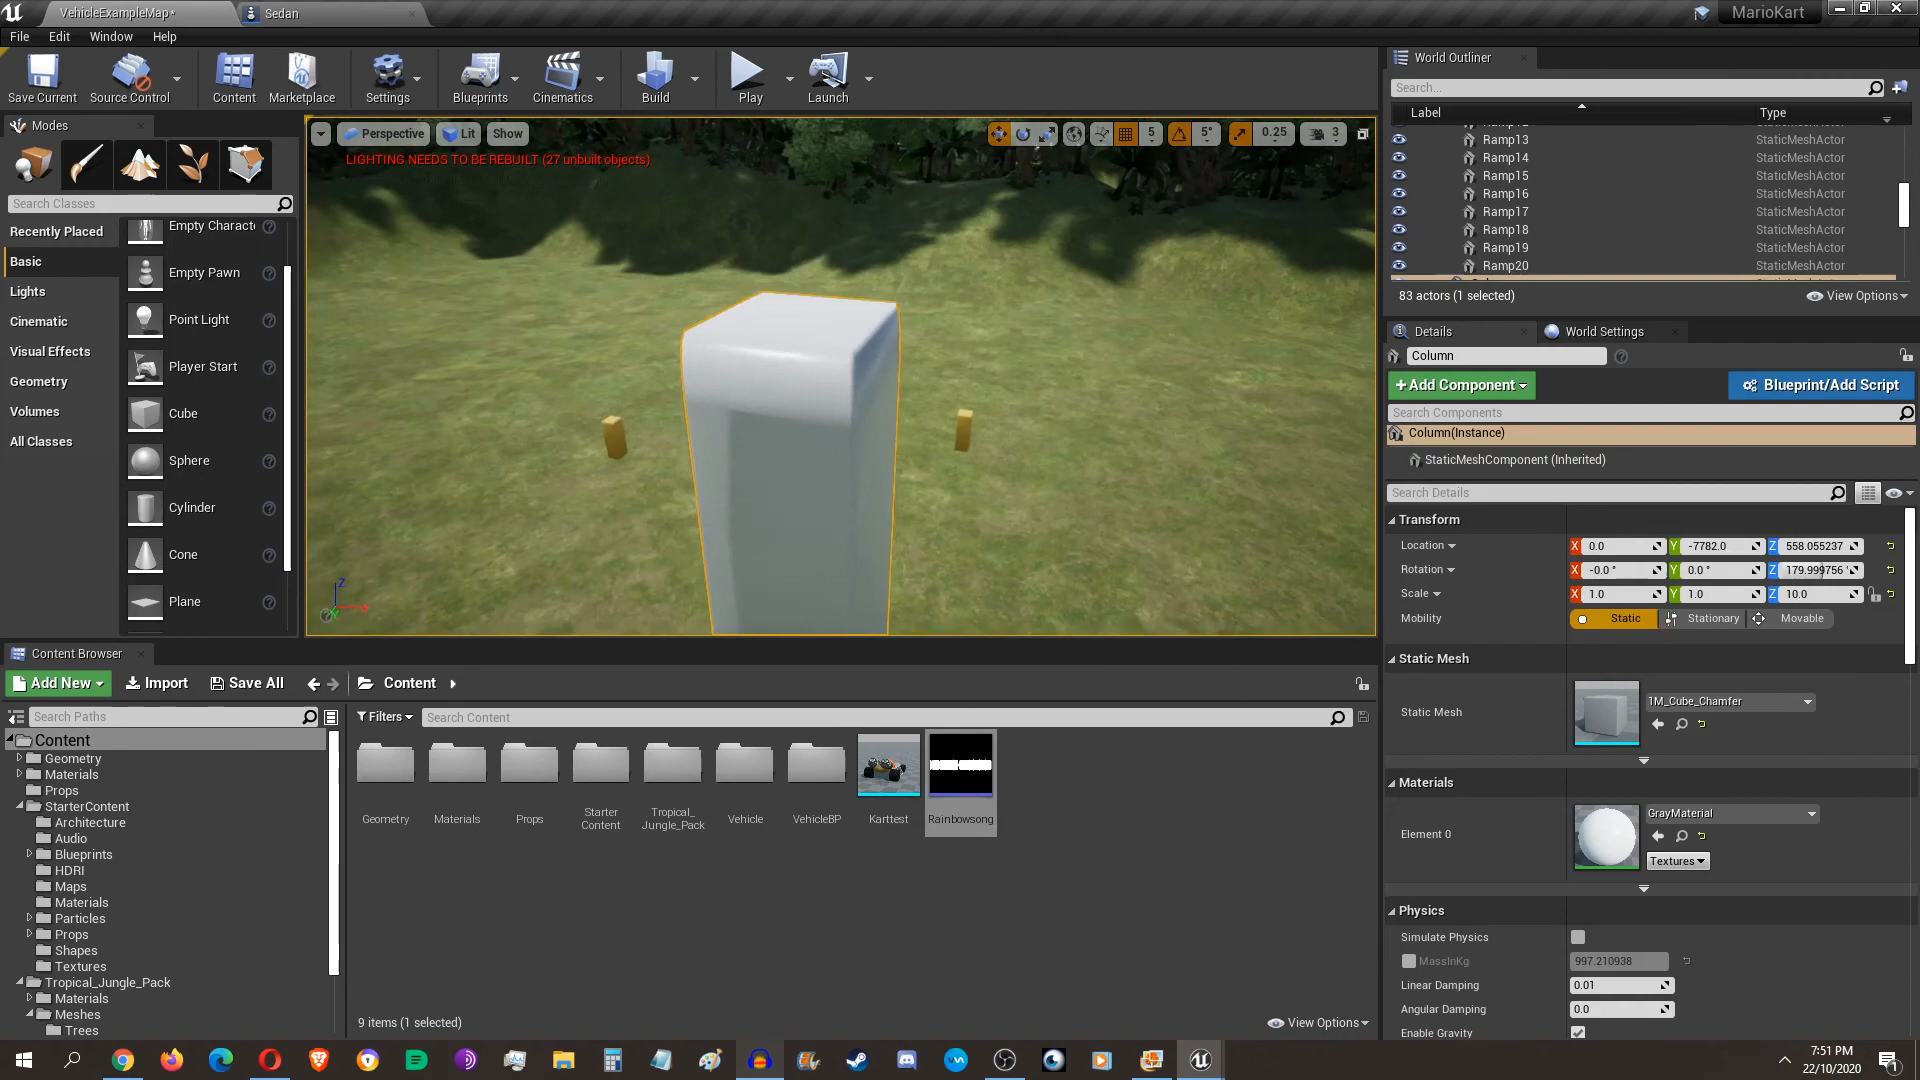 VehicleExampleMap*
Sedan
MarioKart
File
Edit
Window
Help
Save Current
Source Control
Content
Marketplace
Settings
Blueprints
Cinematics
Build
Play
Launch
Modes
Search Classes
Recently Placed
Basic
Lights
Cinematic
Visual Effects
Geometry
Volumes
All Classes
Empty Charact
Empty Pawn
Point Light
Player Start
Cube
Sphere
Cylinder
Cone
Plane
Perspective
Lit
Show
5
5°
0.25
3
LIGHTING NEEDS TO BE REBUILT (27 unbuilt objects)
Z
X
Y
World Outliner
Search...
Label
Type
Ramp13
StaticMeshActor
Ramp14
StaticMeshActor
Ramp15
StaticMeshActor
Ramp16
StaticMeshActor
Ramp17
StaticMeshActor
Ramp18
StaticMeshActor
Ramp19
StaticMeshActor
Ramp20
StaticMeshActor
83 actors (1 selected)
View Options
Details
World Settings
Column
+Add Component
Blueprint/Add Script
Search Components
Column(Instance)
StaticMeshComponent (Inherited)
Search Details
Transform
Location
X 0.0
Y -7782.0
Z 558.055237
Rotation
X -0.0 °
Y 0.0 °
Z 179.999756 °
Scale
X 1.0
Y 1.0
Z 10.0
Mobility
Static
Stationary
Movable
Static Mesh
Static Mesh
1M_Cube_Chamfer
Materials
Element 0
GrayMaterial
Textures
Physics
Simulate Physics
MassInKg
997.210938
Linear Damping
0.01
Angular Damping
0.0
Enable Gravity
Content Browser
Add New
Import
Save All
Content
Search Paths
Filters
Search Content
Content
Geometry
Materials
Props
StarterContent
Architecture
Audio
Blueprints
HDRI
Maps
Materials
Particles
Props
Shapes
Textures
Tropical_Jungle_Pack
Materials
Meshes
Trees
Geometry
Materials
Props
Starter
Content
Tropical_
Jungle_Pack
Vehicle
VehicleBP
Karttest
Rainbowsong
9 items (1 selected)
View Options
7:51 PM
22/10/2020
1